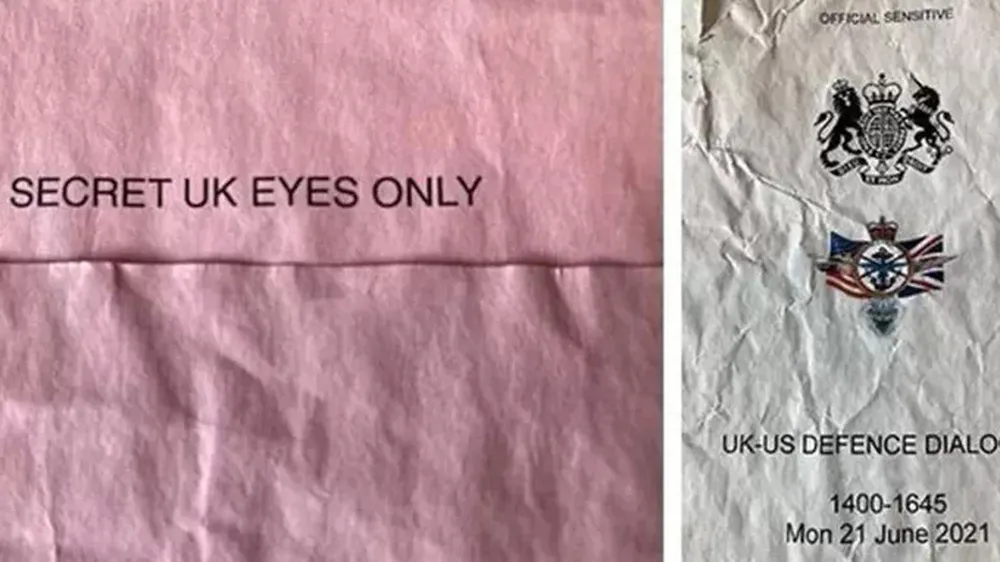 SECRET UK EYES ONLY
OFFICIAL SENSITIVE
UK-US DEFENCE DIALO
1400-1645
Mon 21 June 2021